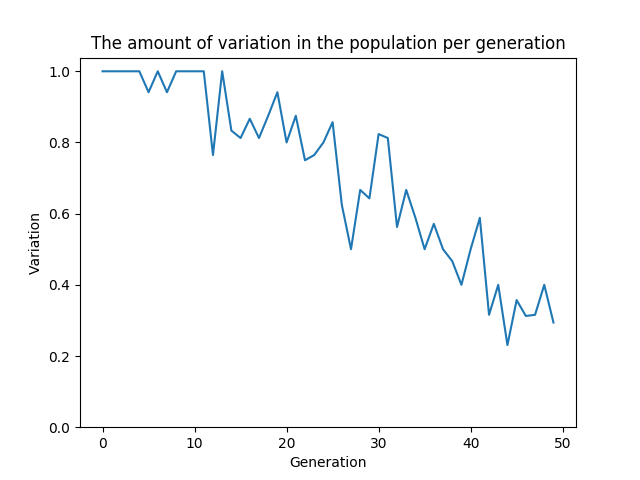 The amount of variation in the population per generation
1.0
0.8
0.6
0.4
0.2
0.0
Variation
0 10 20 30 40 50
Generation